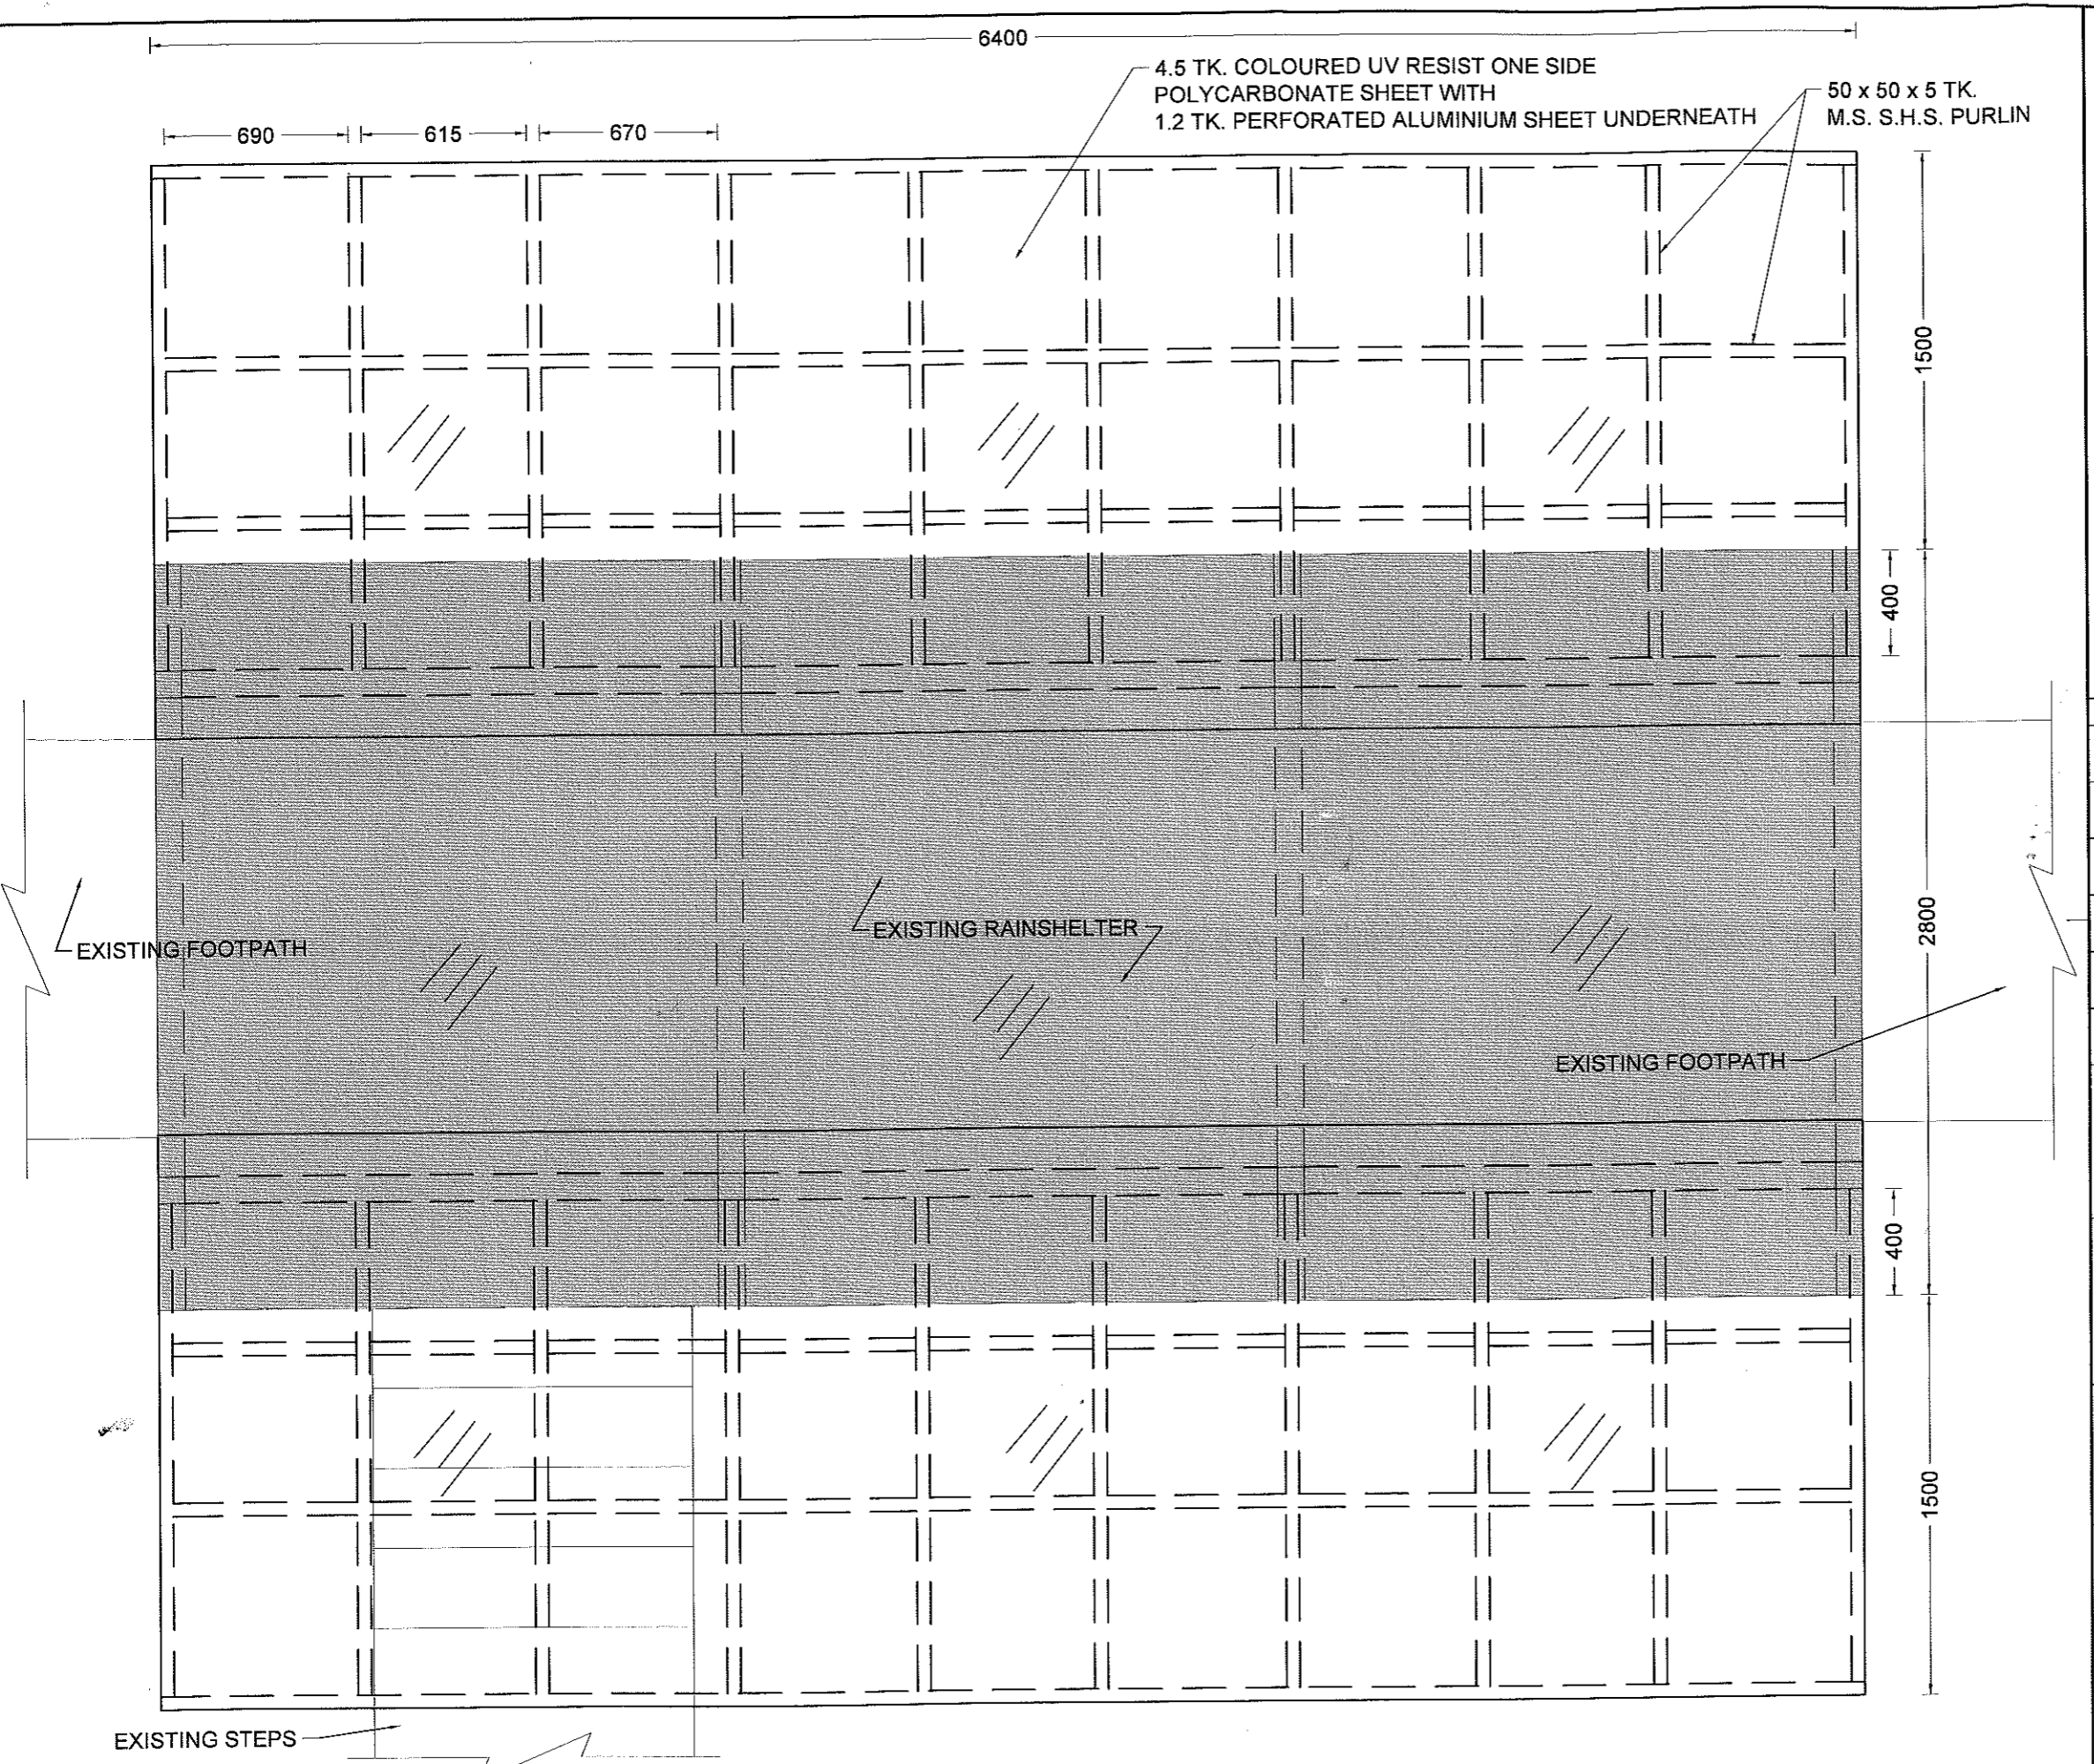 6400
4.5 TK. COLOURED UV RESIST ONE SIDE
POLYCARBONATE SHEET WITH
1.2 TK. PERFORATED ALUMINIUM SHEET UNDERNEATH
50 x 50 x 5 TK.
M.S. S.H.S. PURLIN
690
615
670
1500
400
2800
EXISTING RAINSHELTER
EXISTING FOOTPATH
EXISTING FOOTPATH
400
1500
EXISTING STEPS